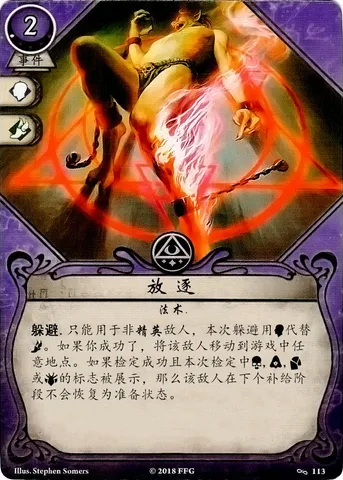 2
事件
放逐
法术.
躲避. 只能用于非精英敌人，本次躲避用代替
。如果你成功了，将该敌人移动到游戏中任
意地点。如果检定成功且本次检定中，，
或的标志被展示，那么该敌人在下个补给阶
段不会恢复为准备状态。
Illus. Stephen Somers
© 2018 FFG
113